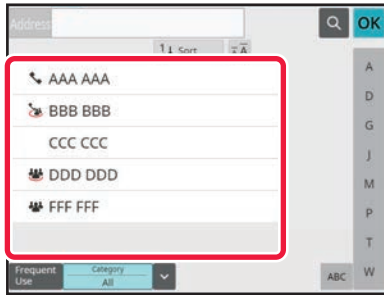 Address
OK
Sort
A
AAA AAA
BBB BBB
CCC CCC
DDD DDD
FFF FFF
A
D
G
J
M
P
T
W
Frequent
Use
Category
All
ABC